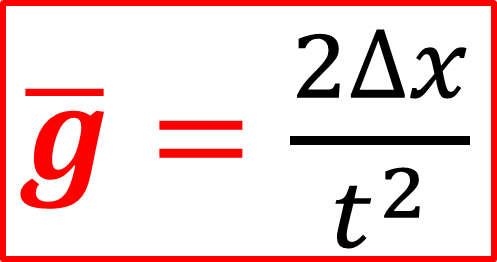 g̅ = 2Δx / t²